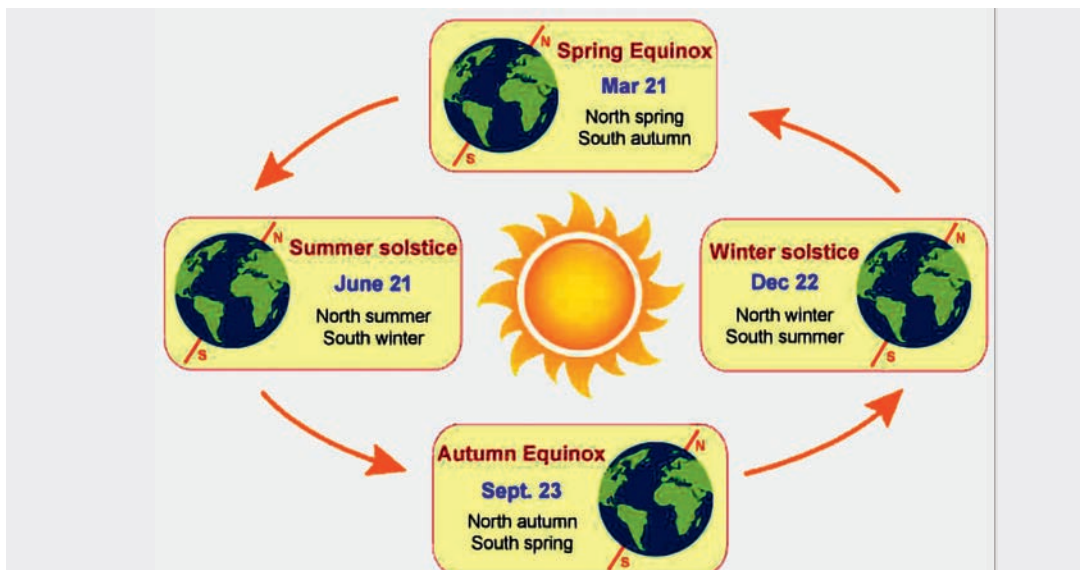 N
Spring Equinox
Mar 21
North spring
South autumn
S
N
Summer solstice
June 21
North summer
South winter
S
N
Winter solstice
Dec 22
North winter
South summer
S
N
Autumn Equinox
Sept. 23
North autumn
South spring
S